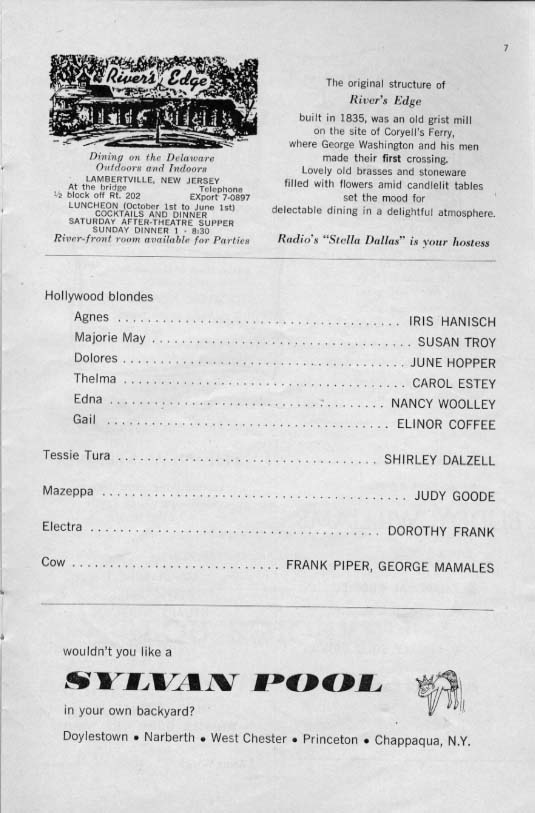 7
River's Edge
Dining on the Delaware
Outdoors and Indoors
LAMBERTVILLE, NEW JERSEY
At the bridge Telephone
½ block off Rt. 202 EXport 7-0897
LUNCHEON (October 1st to June 1st)
COCKTAILS AND DINNER
SATURDAY AFTER-THEATRE SUPPER
SUNDAY DINNER 1 - 8:30
River-front room available for Parties
The original structure of
River's Edge
built in 1835, was an old grist mill
on the site of Coryell's Ferry,
where George Washington and his men
made their first crossing.
Lovely old brasses and stoneware
filled with flowers amid candlelit tables
set the mood for
delectable dining in a delightful atmosphere.
Radio's "Stella Dallas" is your hostess
Hollywood blondes
Agnes ........ IRIS HANISCH
Majorie May ........ SUSAN TROY
Dolores ........ JUNE HOPPER
Thelma ........ CAROL ESTEY
Edna ........ NANCY WOOLLEY
Gail ........ ELINOR COFFEE
Tessie Tura ........ SHIRLEY DALZELL
Mazeppa ........ JUDY GOODE
Electra ........ DOROTHY FRANK
Cow ........ FRANK PIPER, GEORGE MAMALES
wouldn't you like a
SYLVAN POOL
in your own backyard?
Doylestown • Narberth • West Chester • Princeton • Chappaqua, N.Y.